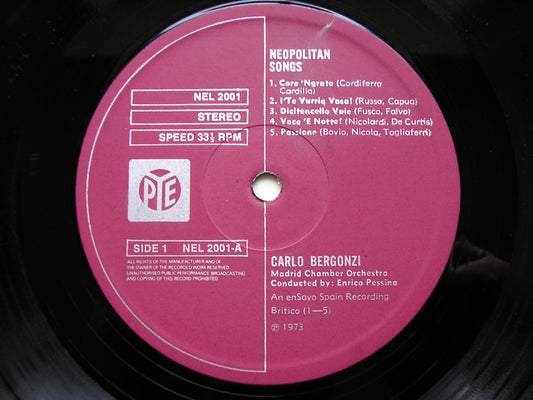 NEOPOLITAN
SONGS
1. Core 'Ngrato (Cordiferro
Cardillo)
2. I'Te Vurria Vasa! (Russo, Capua)
3. Dicitencello Vuie (Fusco, Falvo)
4. Voce 'E Notte! (Nicolardi, De Curtis)
5. Passione (Bovio, Nicola, Tagliaferri)
NEL 2001
STEREO
SPEED 33⅓ RPM
PYE
SIDE 1 NEL 2001-A
ALL RIGHTS OF THE MANUFACTURER AND OF
THE OWNER OF THE RECORDED WORK RESERVED
UNAUTHORISED PUBLIC PERFORMANCE BROADCASTING
AND COPYING OF THIS RECORD PROHIBITED
CARLO BERGONZI
Madrid Chamber Orchestra
Conducted by: Enrico Pessina
An enSayo Spain Recording
Britico (1—5)
℗ 1973